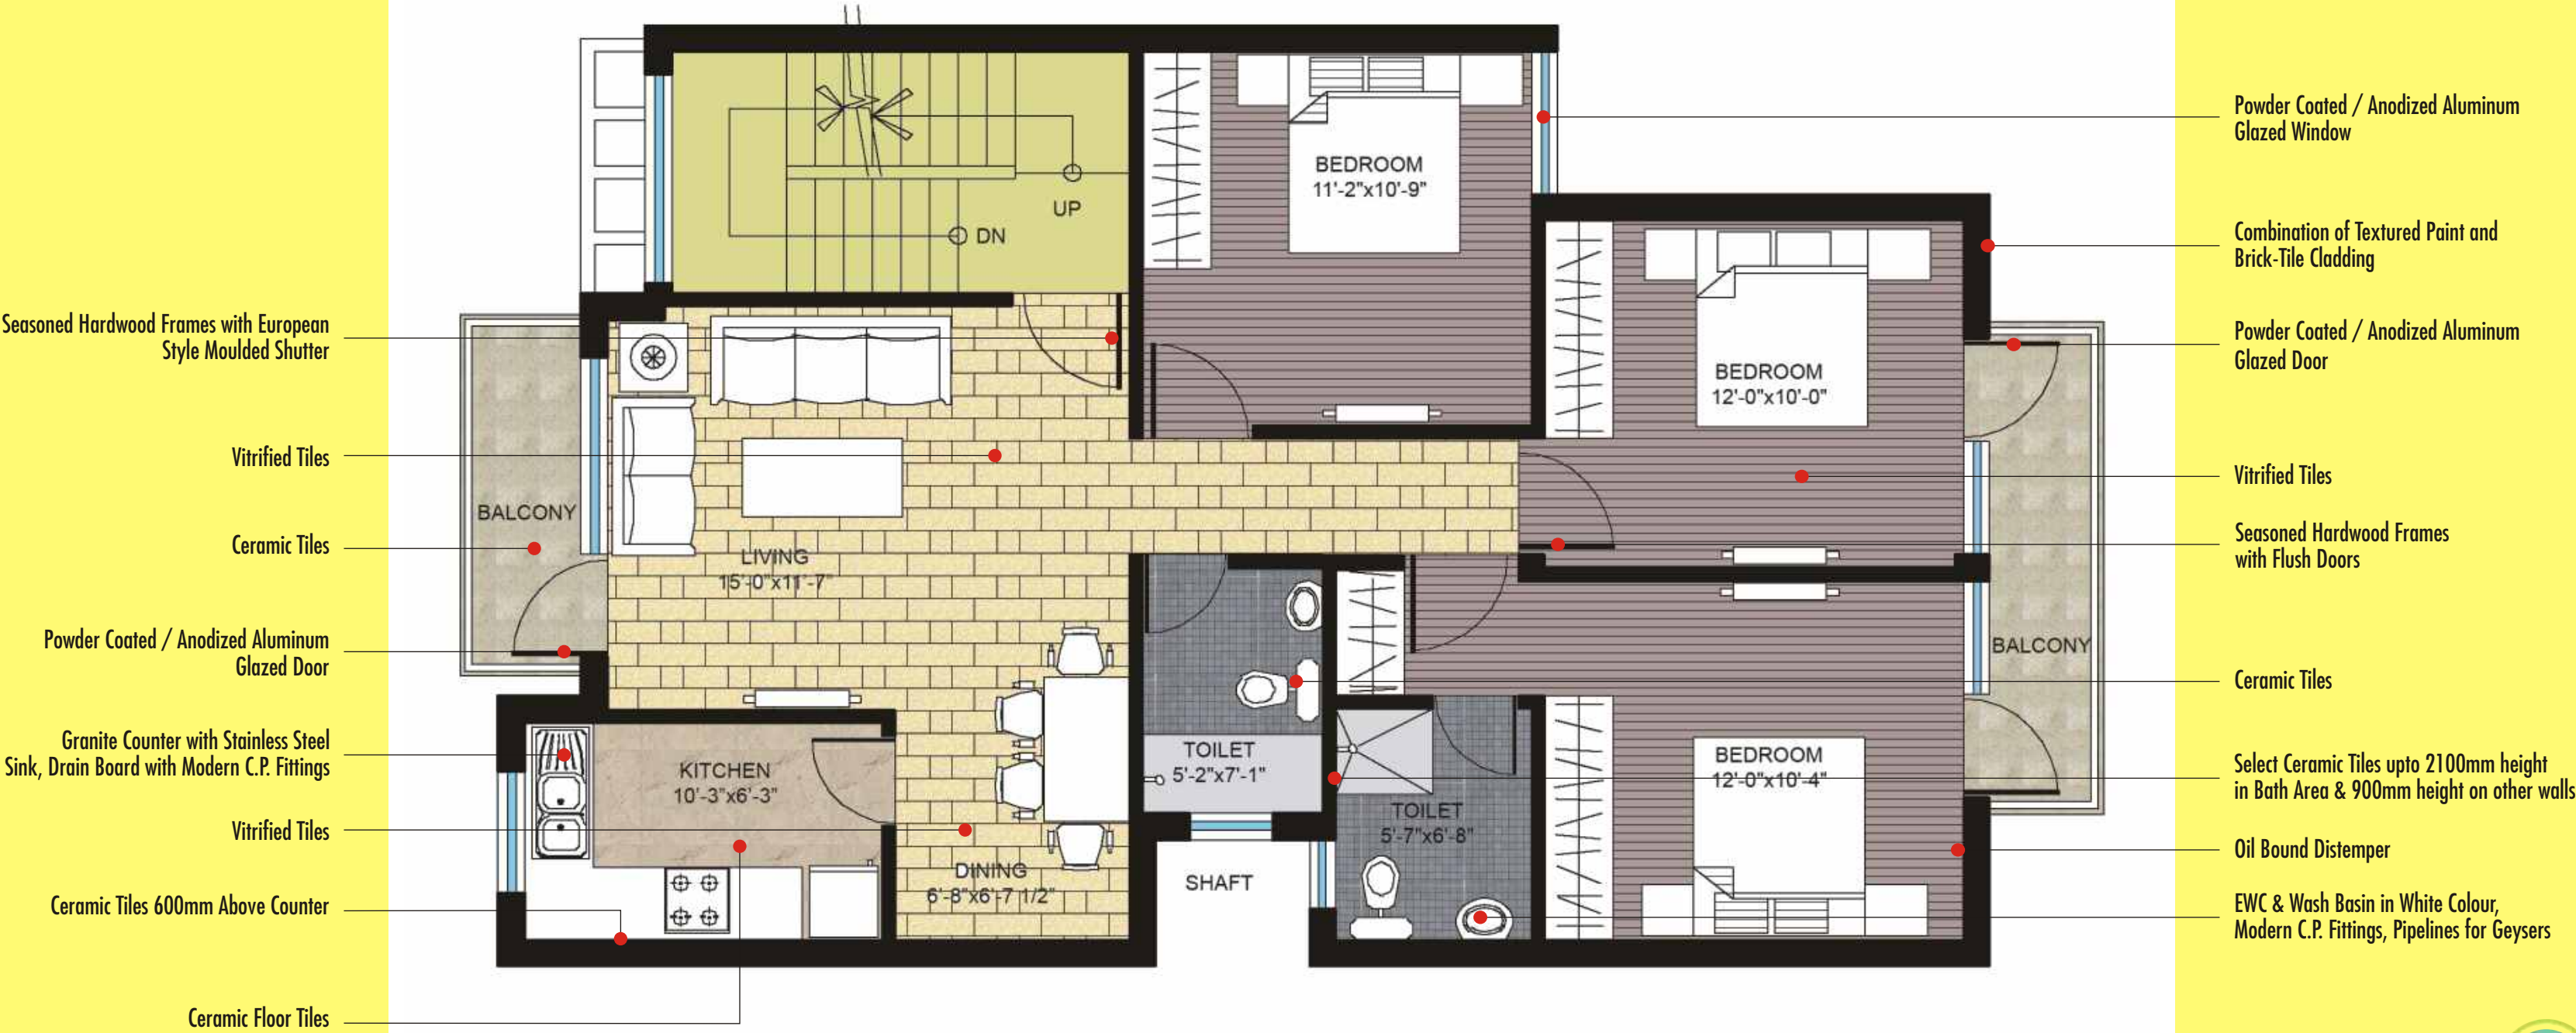 Seasoned Hardwood Frames with European
Style Moulded Shutter
Vitrified Tiles
Ceramic Tiles
Powder Coated / Anodized Aluminum
Glazed Door
Granite Counter with Stainless Steel
Sink, Drain Board with Modern C.P. Fittings
Vitrified Tiles
Ceramic Tiles 600mm Above Counter
Ceramic Floor Tiles
UP
DN
BEDROOM
11'-2"x10'-9"
BEDROOM
12'-0"x10'-0"
BALCONY
LIVING
15'-0"x11'-7"
BALCONY
KITCHEN
10'-3"x6'-3"
TOILET
5'-2"x7'-1"
BEDROOM
12'-0"x10'-4"
TOILET
5'-7"x6'-8"
DINING
6'-8"x6'-7 1/2"
SHAFT
Powder Coated / Anodized Aluminum
Glazed Window
Combination of Textured Paint and
Brick-Tile Cladding
Powder Coated / Anodized Aluminum
Glazed Door
Vitrified Tiles
Seasoned Hardwood Frames
with Flush Doors
Ceramic Tiles
Select Ceramic Tiles upto 2100mm height
in Bath Area & 900mm height on other walls
Oil Bound Distemper
EWC & Wash Basin in White Colour,
Modern C.P. Fittings, Pipelines for Geysers